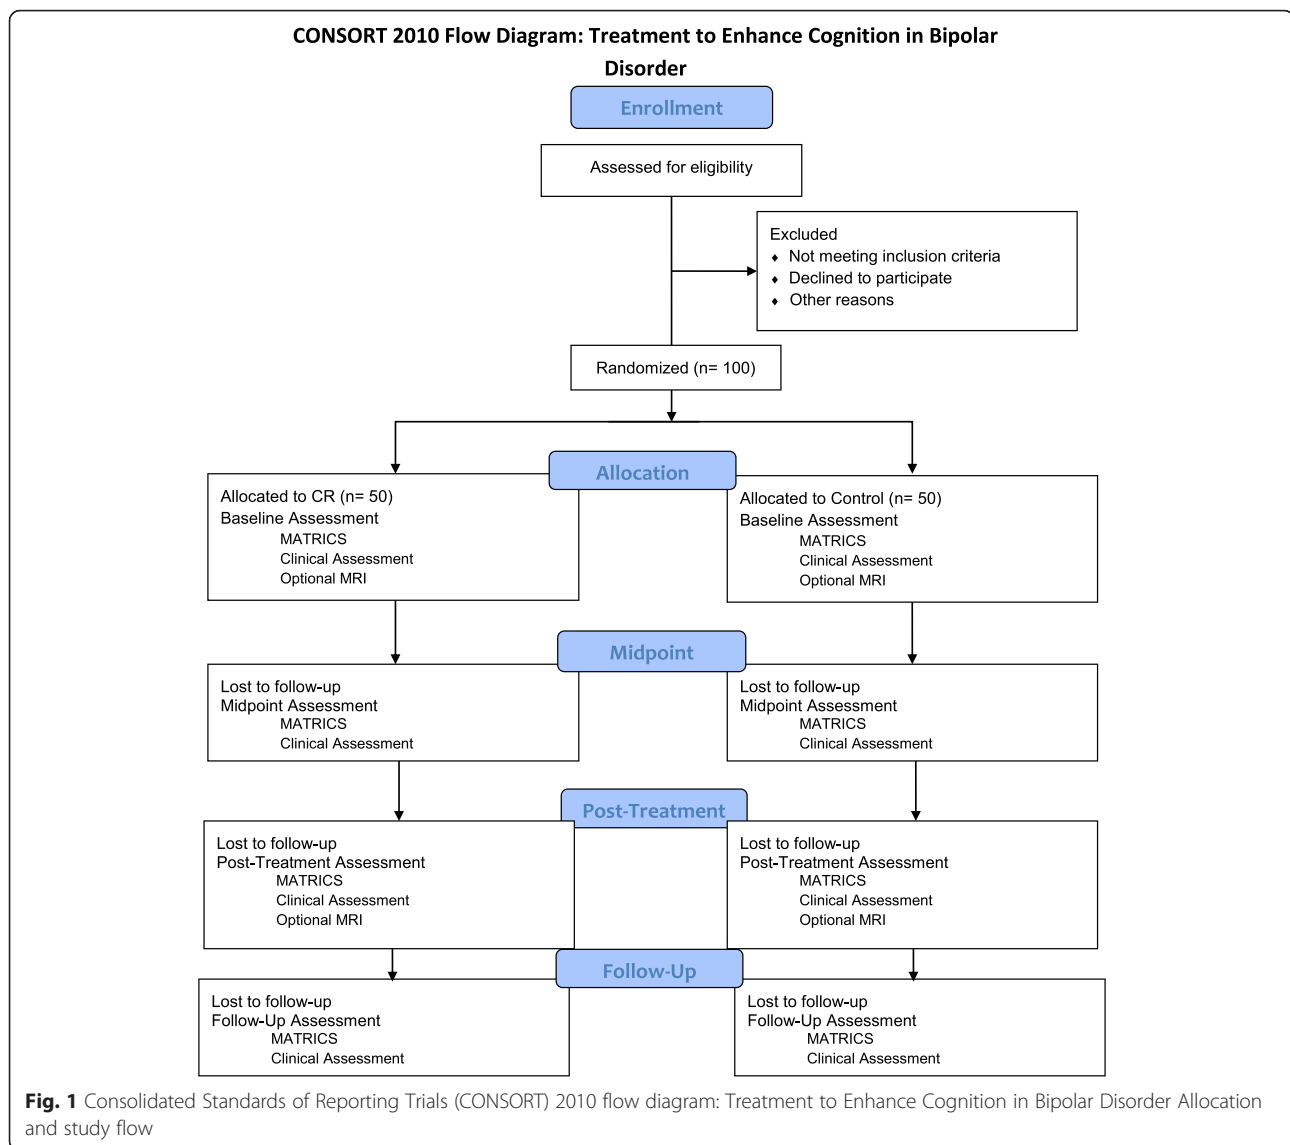 CONSORT 2010 Flow Diagram: Treatment to Enhance Cognition in Bipolar
Disorder
Enrollment
Assessed for eligibility
Excluded
♦ Not meeting inclusion criteria
♦ Declined to participate
♦ Other reasons
Randomized (n= 100)
Allocation
Allocated to CR (n= 50)
Baseline Assessment
MATRICS
Clinical Assessment
Optional MRI
Allocated to Control (n= 50)
Baseline Assessment
MATRICS
Clinical Assessment
Optional MRI
Midpoint
Lost to follow-up
Midpoint Assessment
MATRICS
Clinical Assessment
Lost to follow-up
Midpoint Assessment
MATRICS
Clinical Assessment
Post-Treatment
Lost to follow-up
Post-Treatment Assessment
MATRICS
Clinical Assessment
Optional MRI
Lost to follow-up
Post-Treatment Assessment
MATRICS
Clinical Assessment
Optional MRI
Follow-Up
Lost to follow-up
Follow-Up Assessment
MATRICS
Clinical Assessment
Lost to follow-up
Follow-Up Assessment
MATRICS
Clinical Assessment
Fig. 1 Consolidated Standards of Reporting Trials (CONSORT) 2010 flow diagram: Treatment to Enhance Cognition in Bipolar Disorder Allocation
and study flow